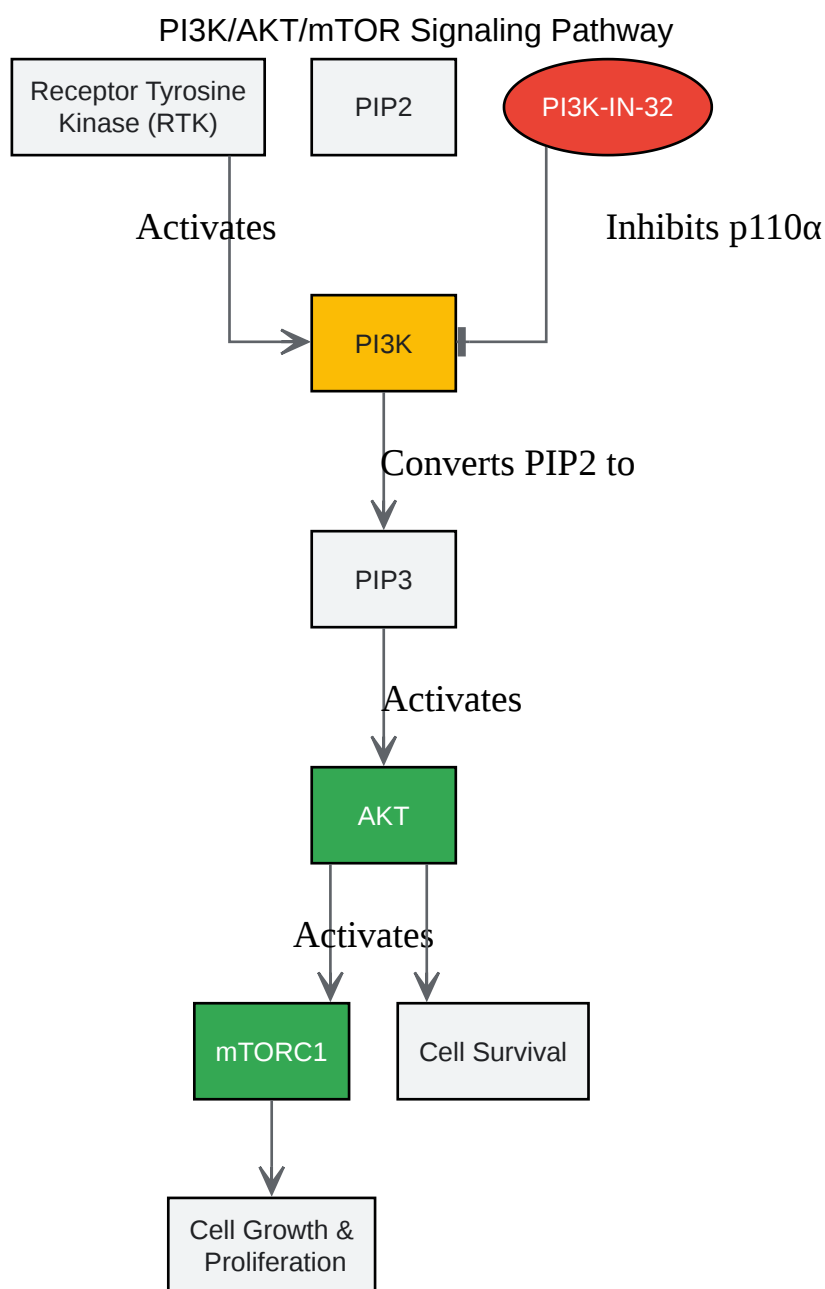 PI3K/AKT/mTOR Signaling Pathway
Receptor Tyrosine
Kinase (RTK)
PIP2
PI3K-IN-32
Activates
Inhibits p110α
PI3K
Converts PIP2 to
PIP3
Activates
AKT
Activates
mTORC1
Cell Survival
Cell Growth &
Proliferation